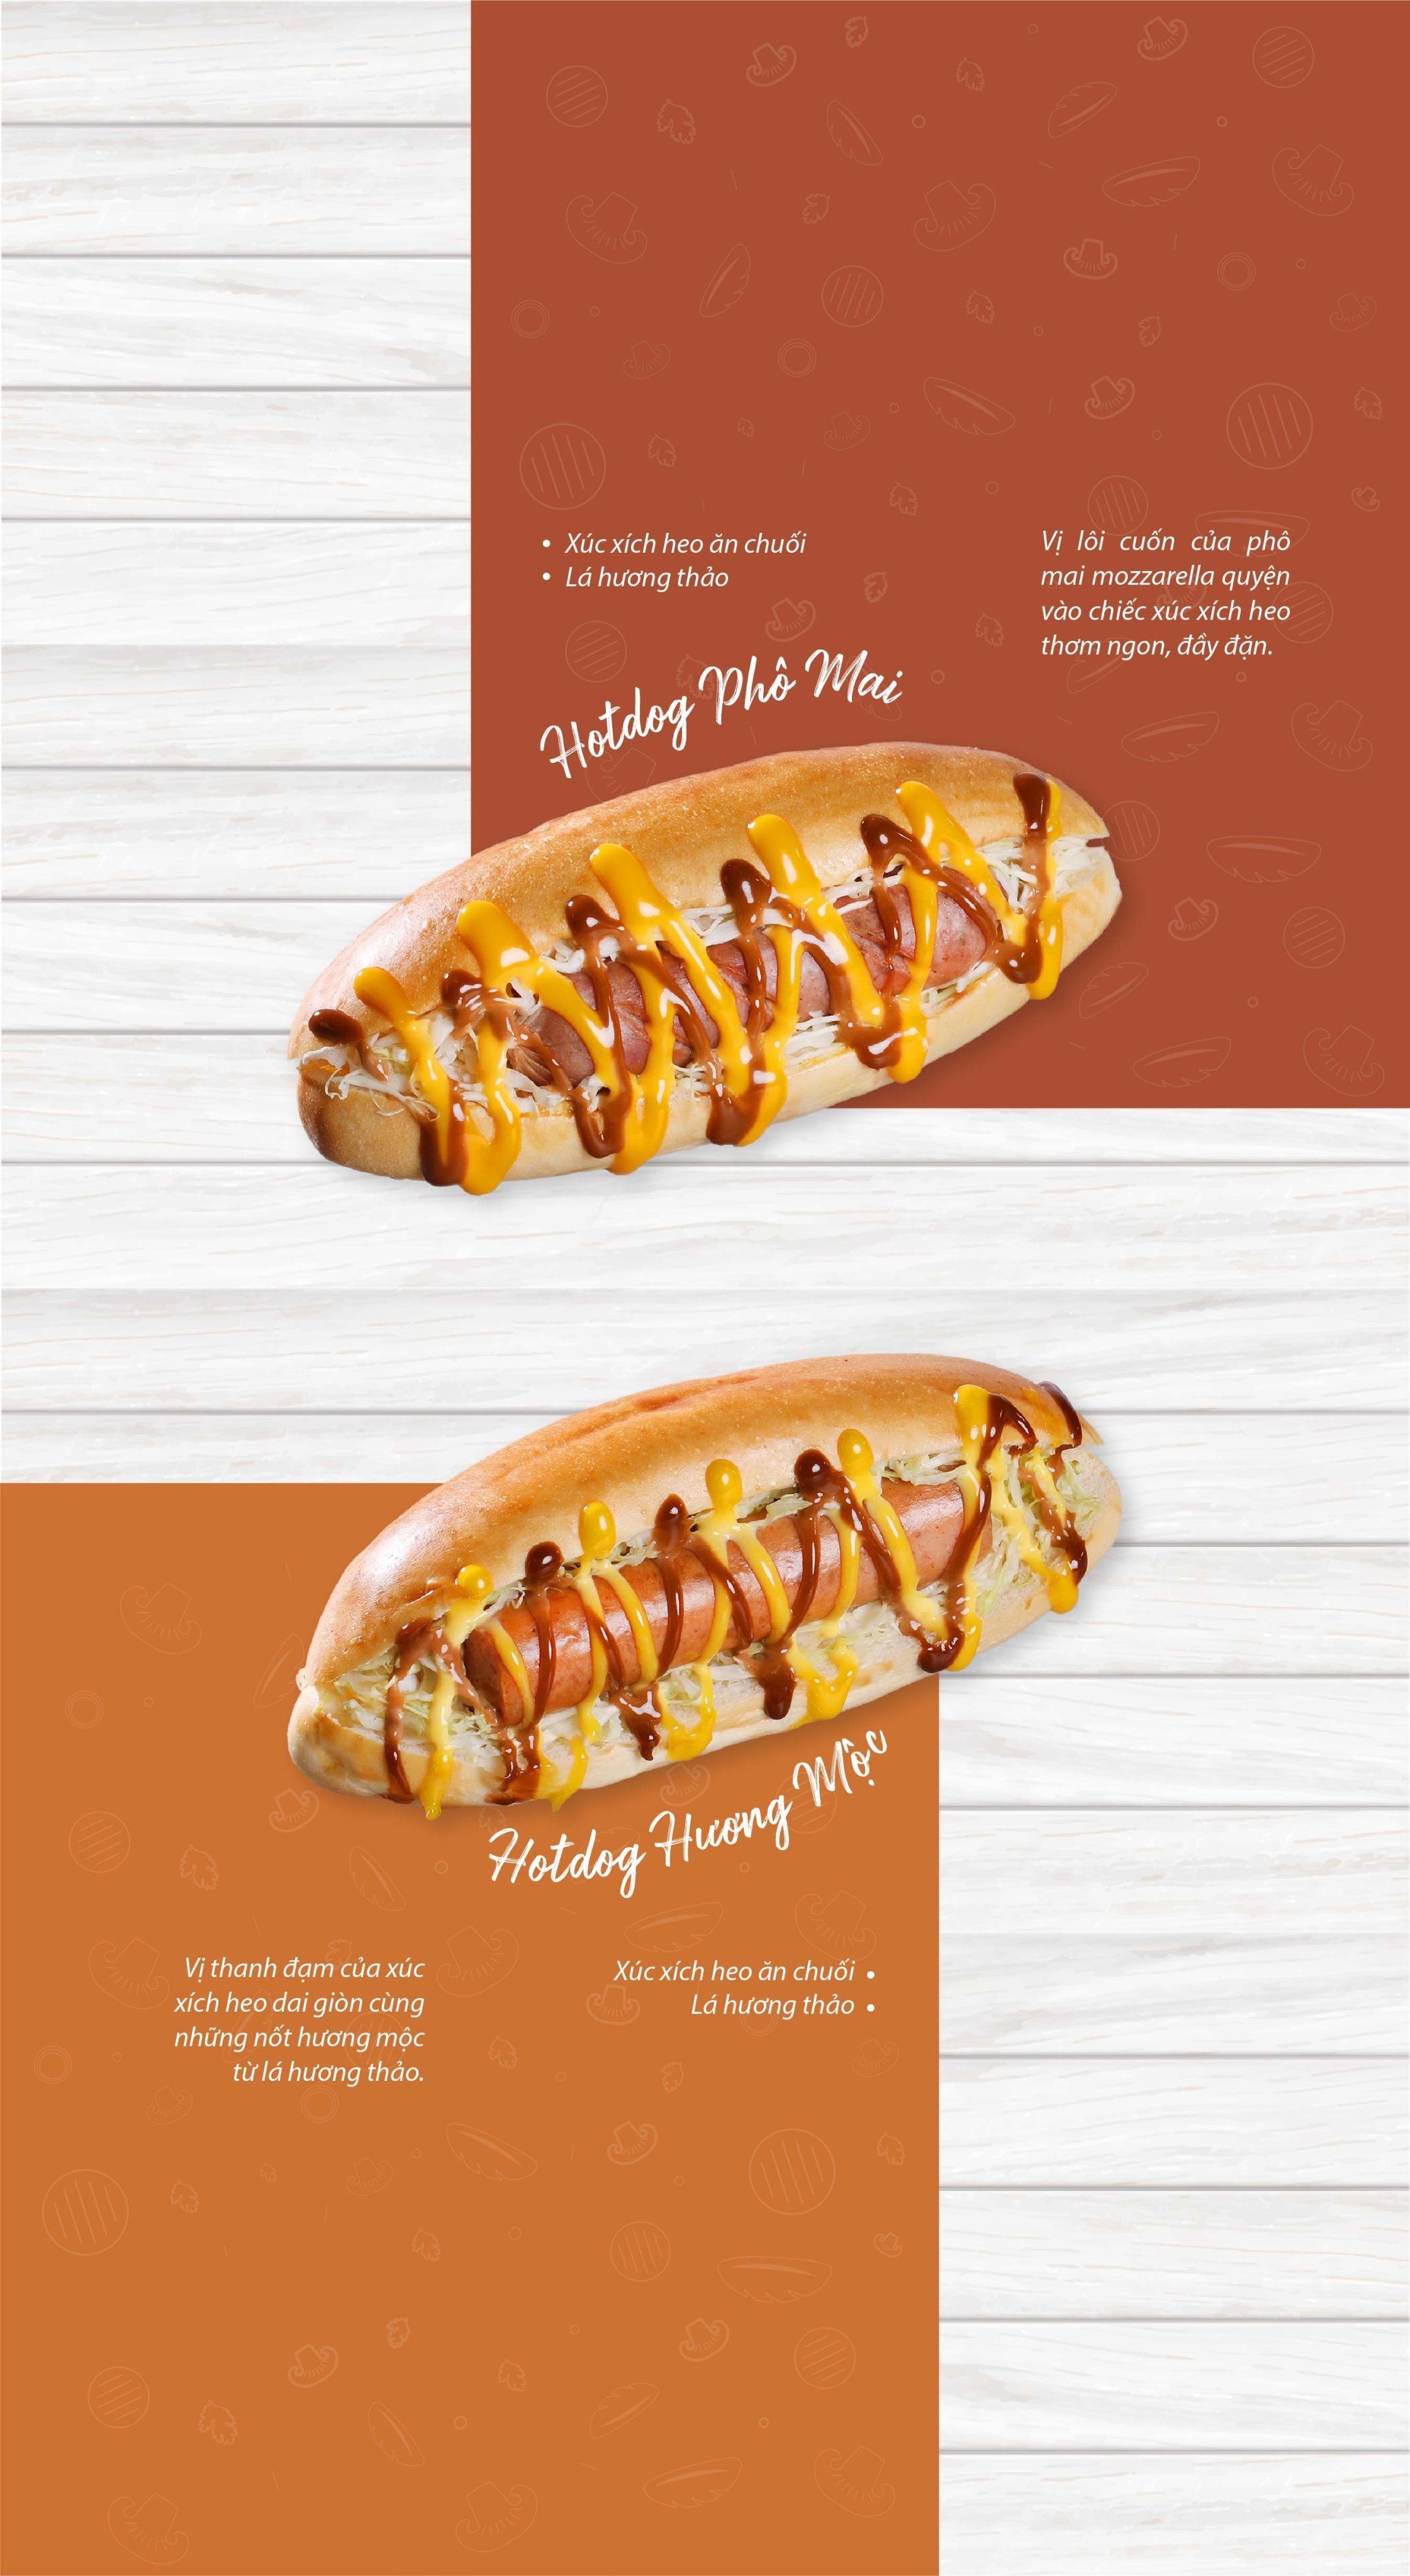 • Xúc xích heo ăn chuối
• Lá hương thảo
Vị lôi cuốn của phô
mai mozzarella quyện
vào chiếc xúc xích heo
thơm ngon, đầy đặn.
Hotdog Phô Mai
Hotdog Hương Mộc
Vị thanh đạm của xúc
xích heo dai giòn cùng
những nốt hương mộc
từ lá hương thảo.
Xúc xích heo ăn chuối •
Lá hương thảo •